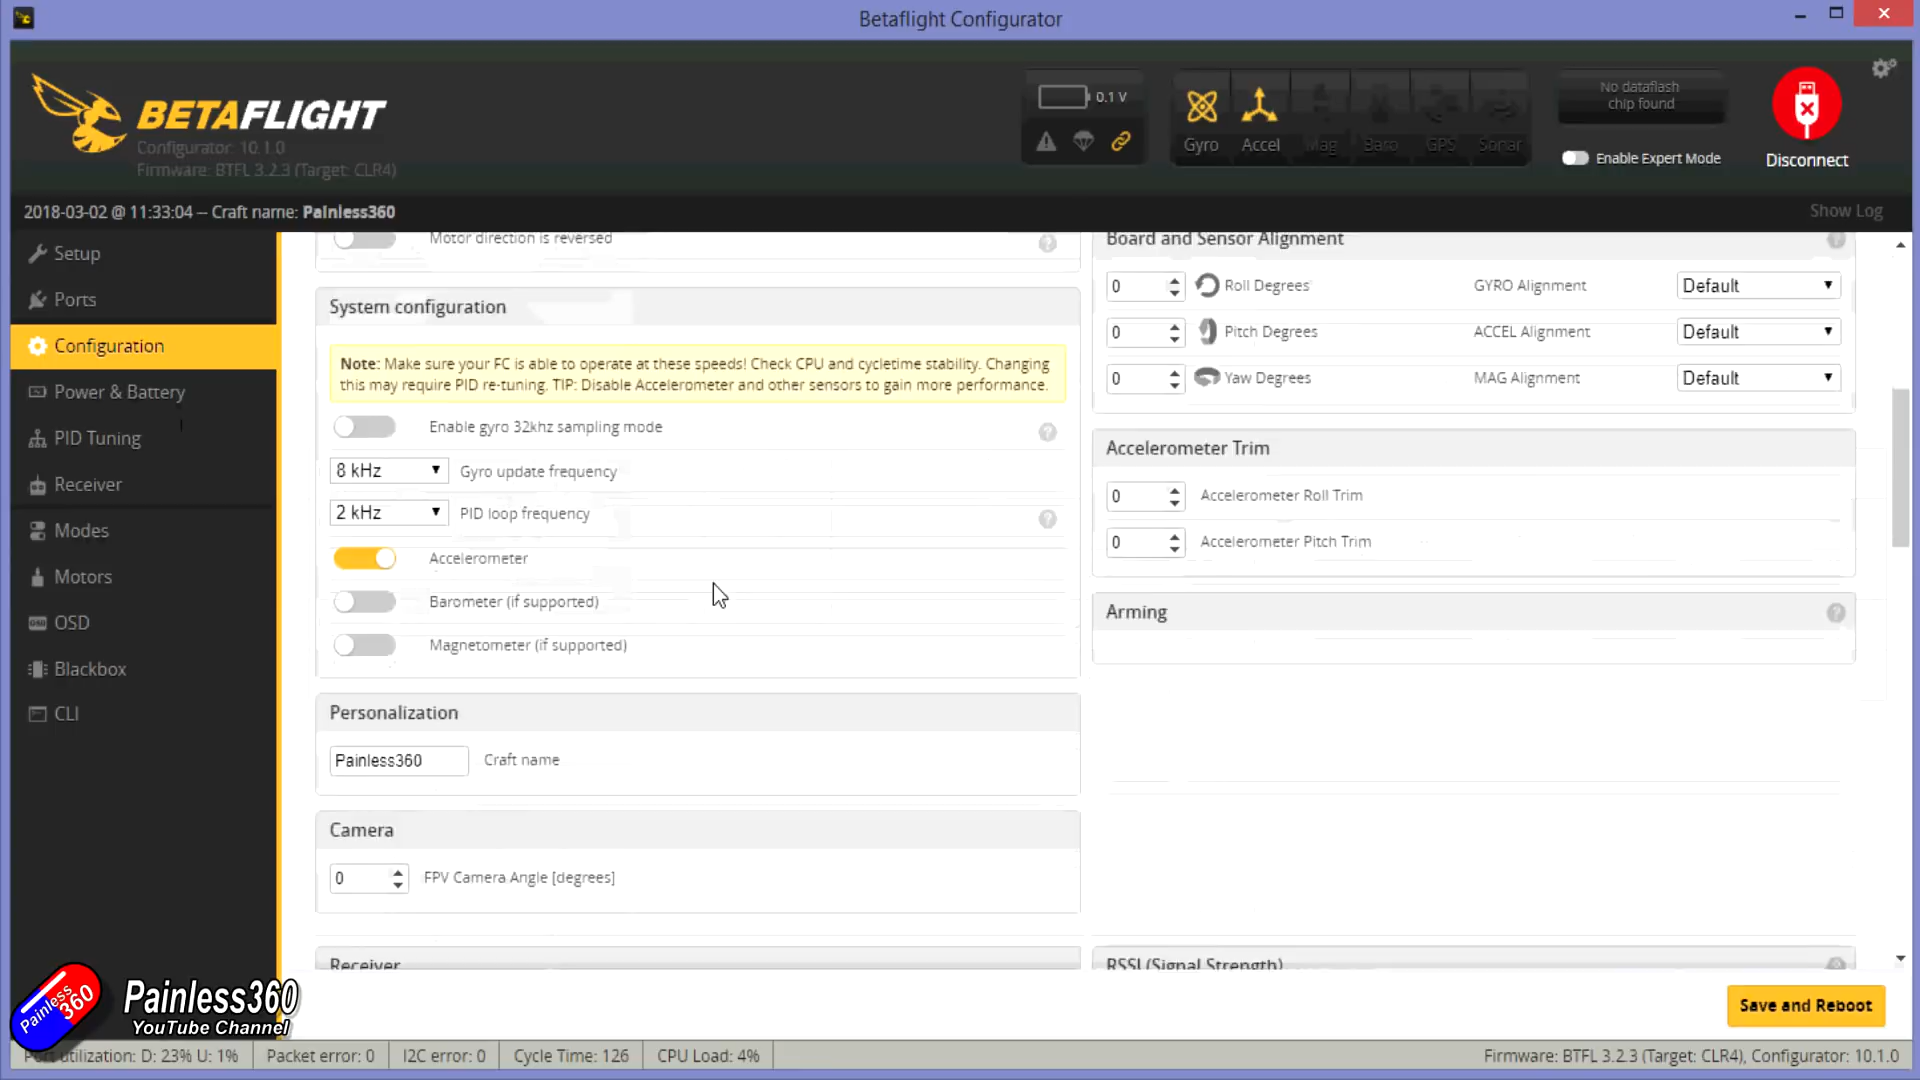 Betaflight Configurator
BETAFLIGHT
Configurator: 10.1.0
Firmware: BTFL 3.2.3 (Target: CLR4)
0.1 V
Gyro
Accel
Mag
Baro
GPS
Sonar
No dataflash
chip found
Enable Expert Mode
Disconnect
2018-03-02 @ 11:33:04 -- Craft name: Painless360
Show Log
Setup
Ports
Configuration
Power & Battery
PID Tuning
Receiver
Modes
Motors
OSD
Blackbox
CLI
Motor direction is reversed
System configuration
Note: Make sure your FC is able to operate at these speeds! Check CPU and cycletime stability. Changing
this may require PID re-tuning. TIP: Disable Accelerometer and other sensors to gain more performance.
Enable gyro 32khz sampling mode
8 kHz Gyro update frequency
2 kHz PID loop frequency
Accelerometer
Barometer (if supported)
Magnetometer (if supported)
Personalization
Painless360 Craft name
Camera
0 FPV Camera Angle [degrees]
Receiver
Board and Sensor Alignment
0 Roll Degrees GYRO Alignment Default
0 Pitch Degrees ACCEL Alignment Default
0 Yaw Degrees MAG Alignment Default
Accelerometer Trim
0 Accelerometer Roll Trim
0 Accelerometer Pitch Trim
Arming
RSSI (Signal Strength)
Save and Reboot
Painless
360
Painless360
YouTube Channel
Port utilization: D: 23% U: 1%
Packet error: 0
I2C error: 0
Cycle Time: 126
CPU Load: 4%
Firmware: BTFL 3.2.3 (Target: CLR4), Configurator: 10.1.0